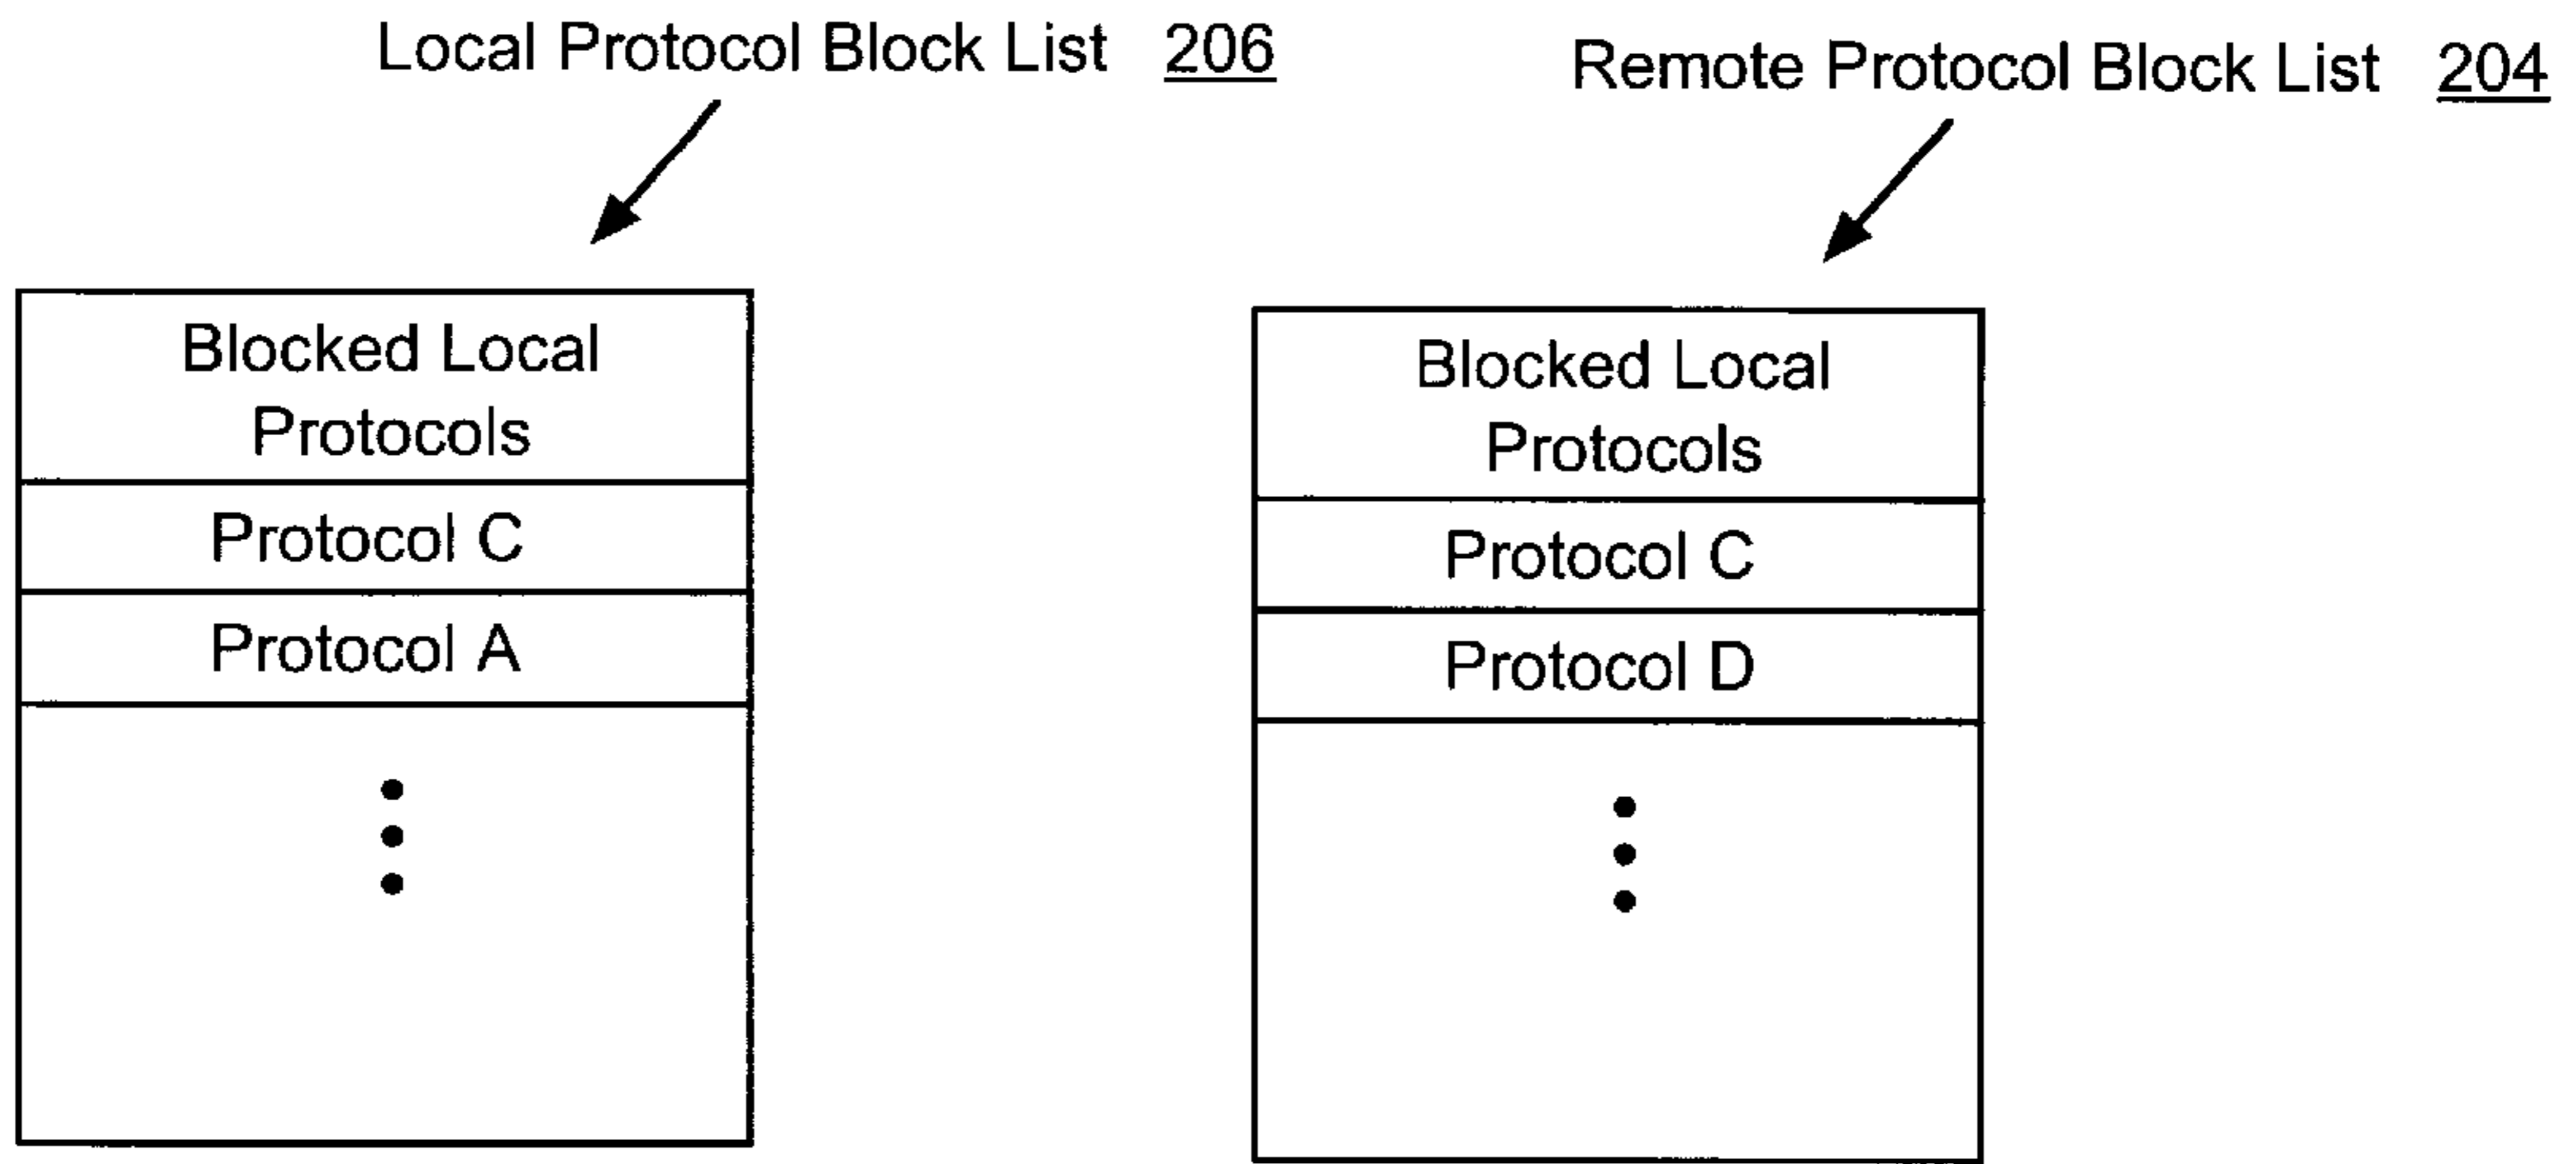 Local Protocol Block List 206
Remote Protocol Block List 204
Blocked Local
Protocols
Protocol C
Protocol A
Blocked Local
Protocols
Protocol C
Protocol D